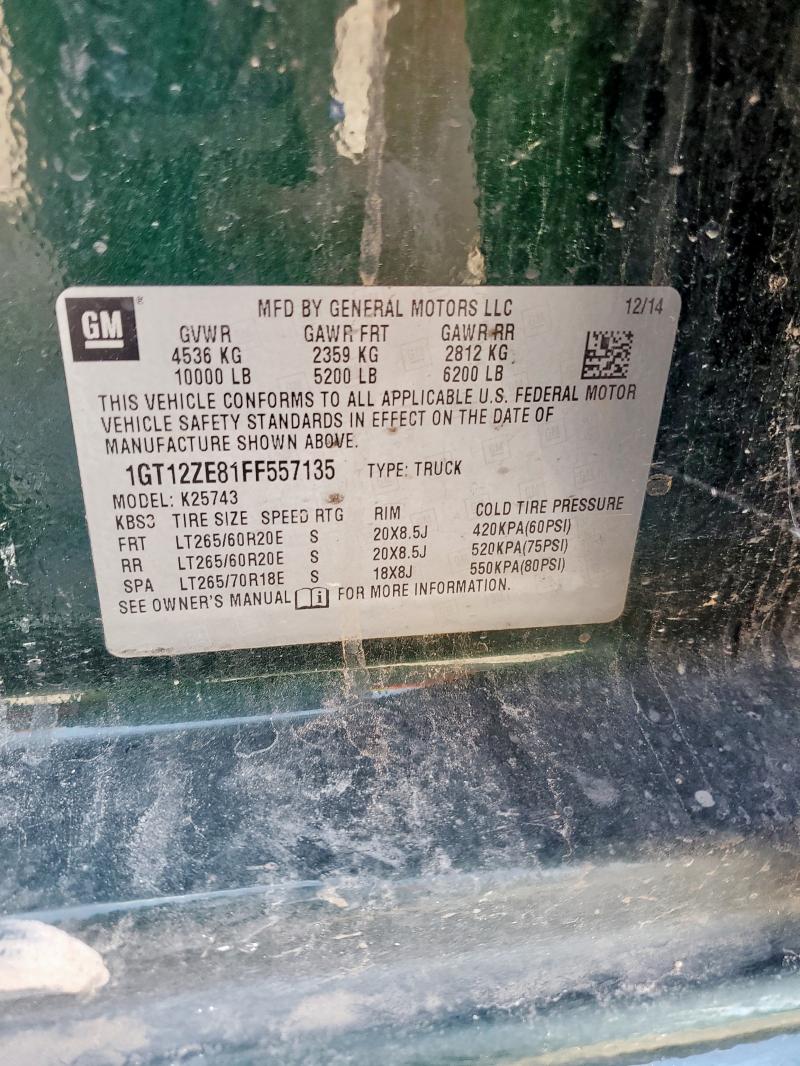 MFD BY GENERAL MOTORS LLC 12/14
GM ®
GVWR GAWR FRT GAWR RR
4536 KG 2359 KG 2812 KG
10000 LB 5200 LB 6200 LB
THIS VEHICLE CONFORMS TO ALL APPLICABLE U.S. FEDERAL MOTOR
VEHICLE SAFETY STANDARDS IN EFFECT ON THE DATE OF
MANUFACTURE SHOWN ABOVE.
1GT12ZE81FF557135 TYPE: TRUCK
MODEL: K25743
KBS3 TIRE SIZE SPEED RTG RIM COLD TIRE PRESSURE
FRT LT265/60R20E S 20X8.5J 420KPA(60PSI)
RR LT265/60R20E S 20X8.5J 520KPA(75PSI)
SPA LT265/70R18E S 18X8J 550KPA(80PSI)
SEE OWNER'S MANUAL i FOR MORE INFORMATION.